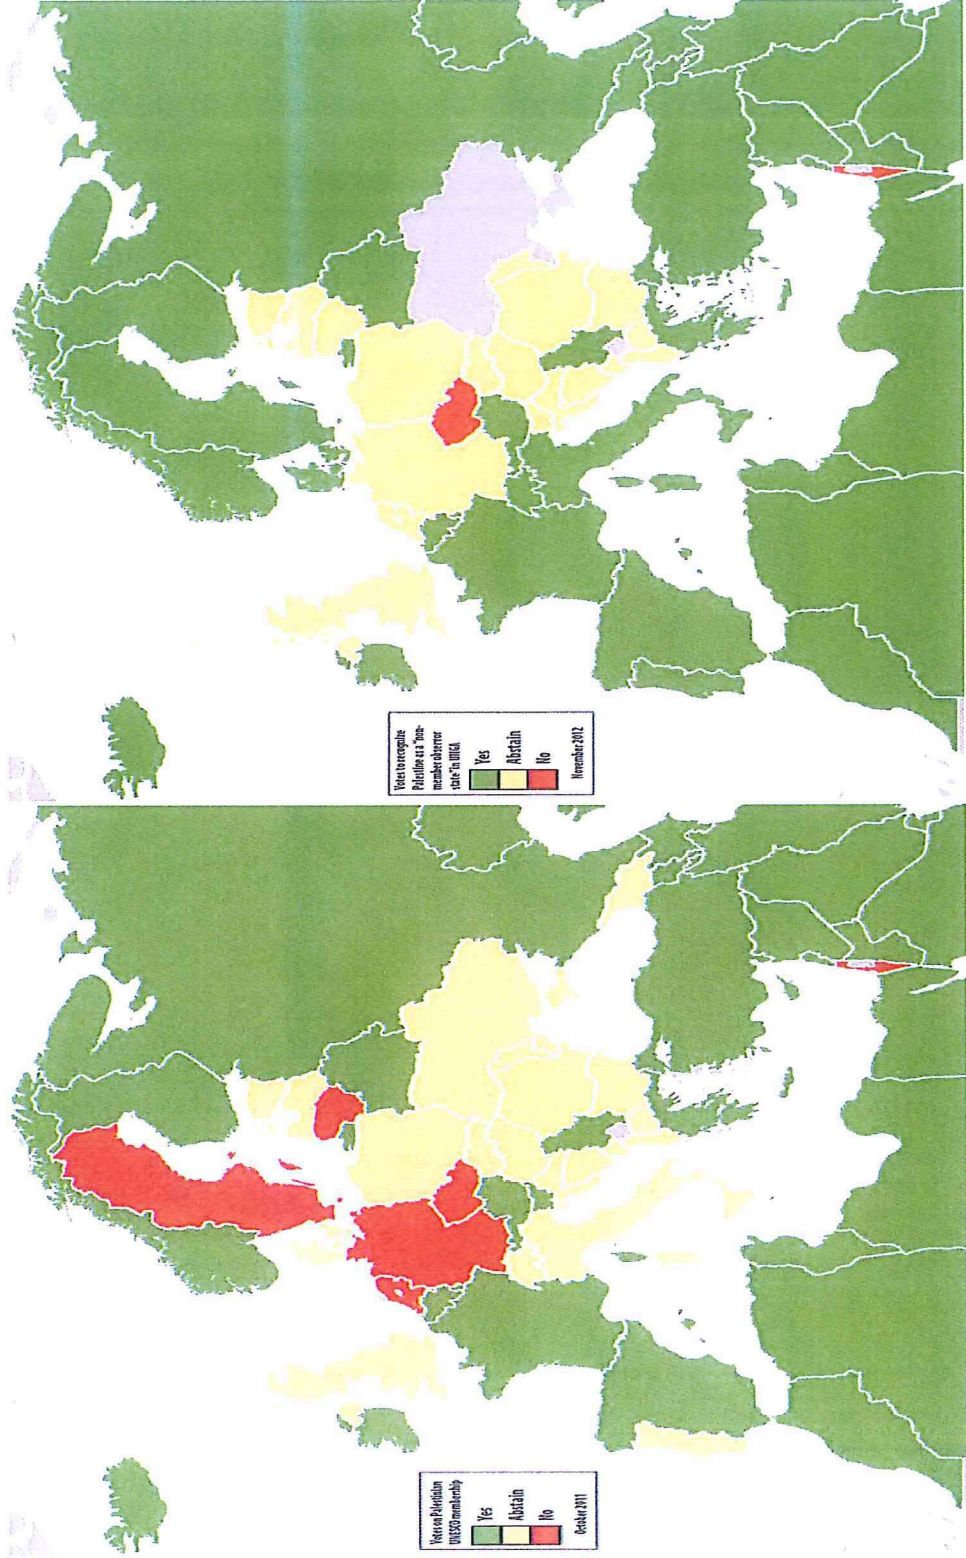 Votes on Palestinian
UNESCO membership
Yes
Abstain
No
October 2011
Votes to recognize
Palestine as a "non-
member observor
state" in UNGA
Yes
Abstain
No
November 2012